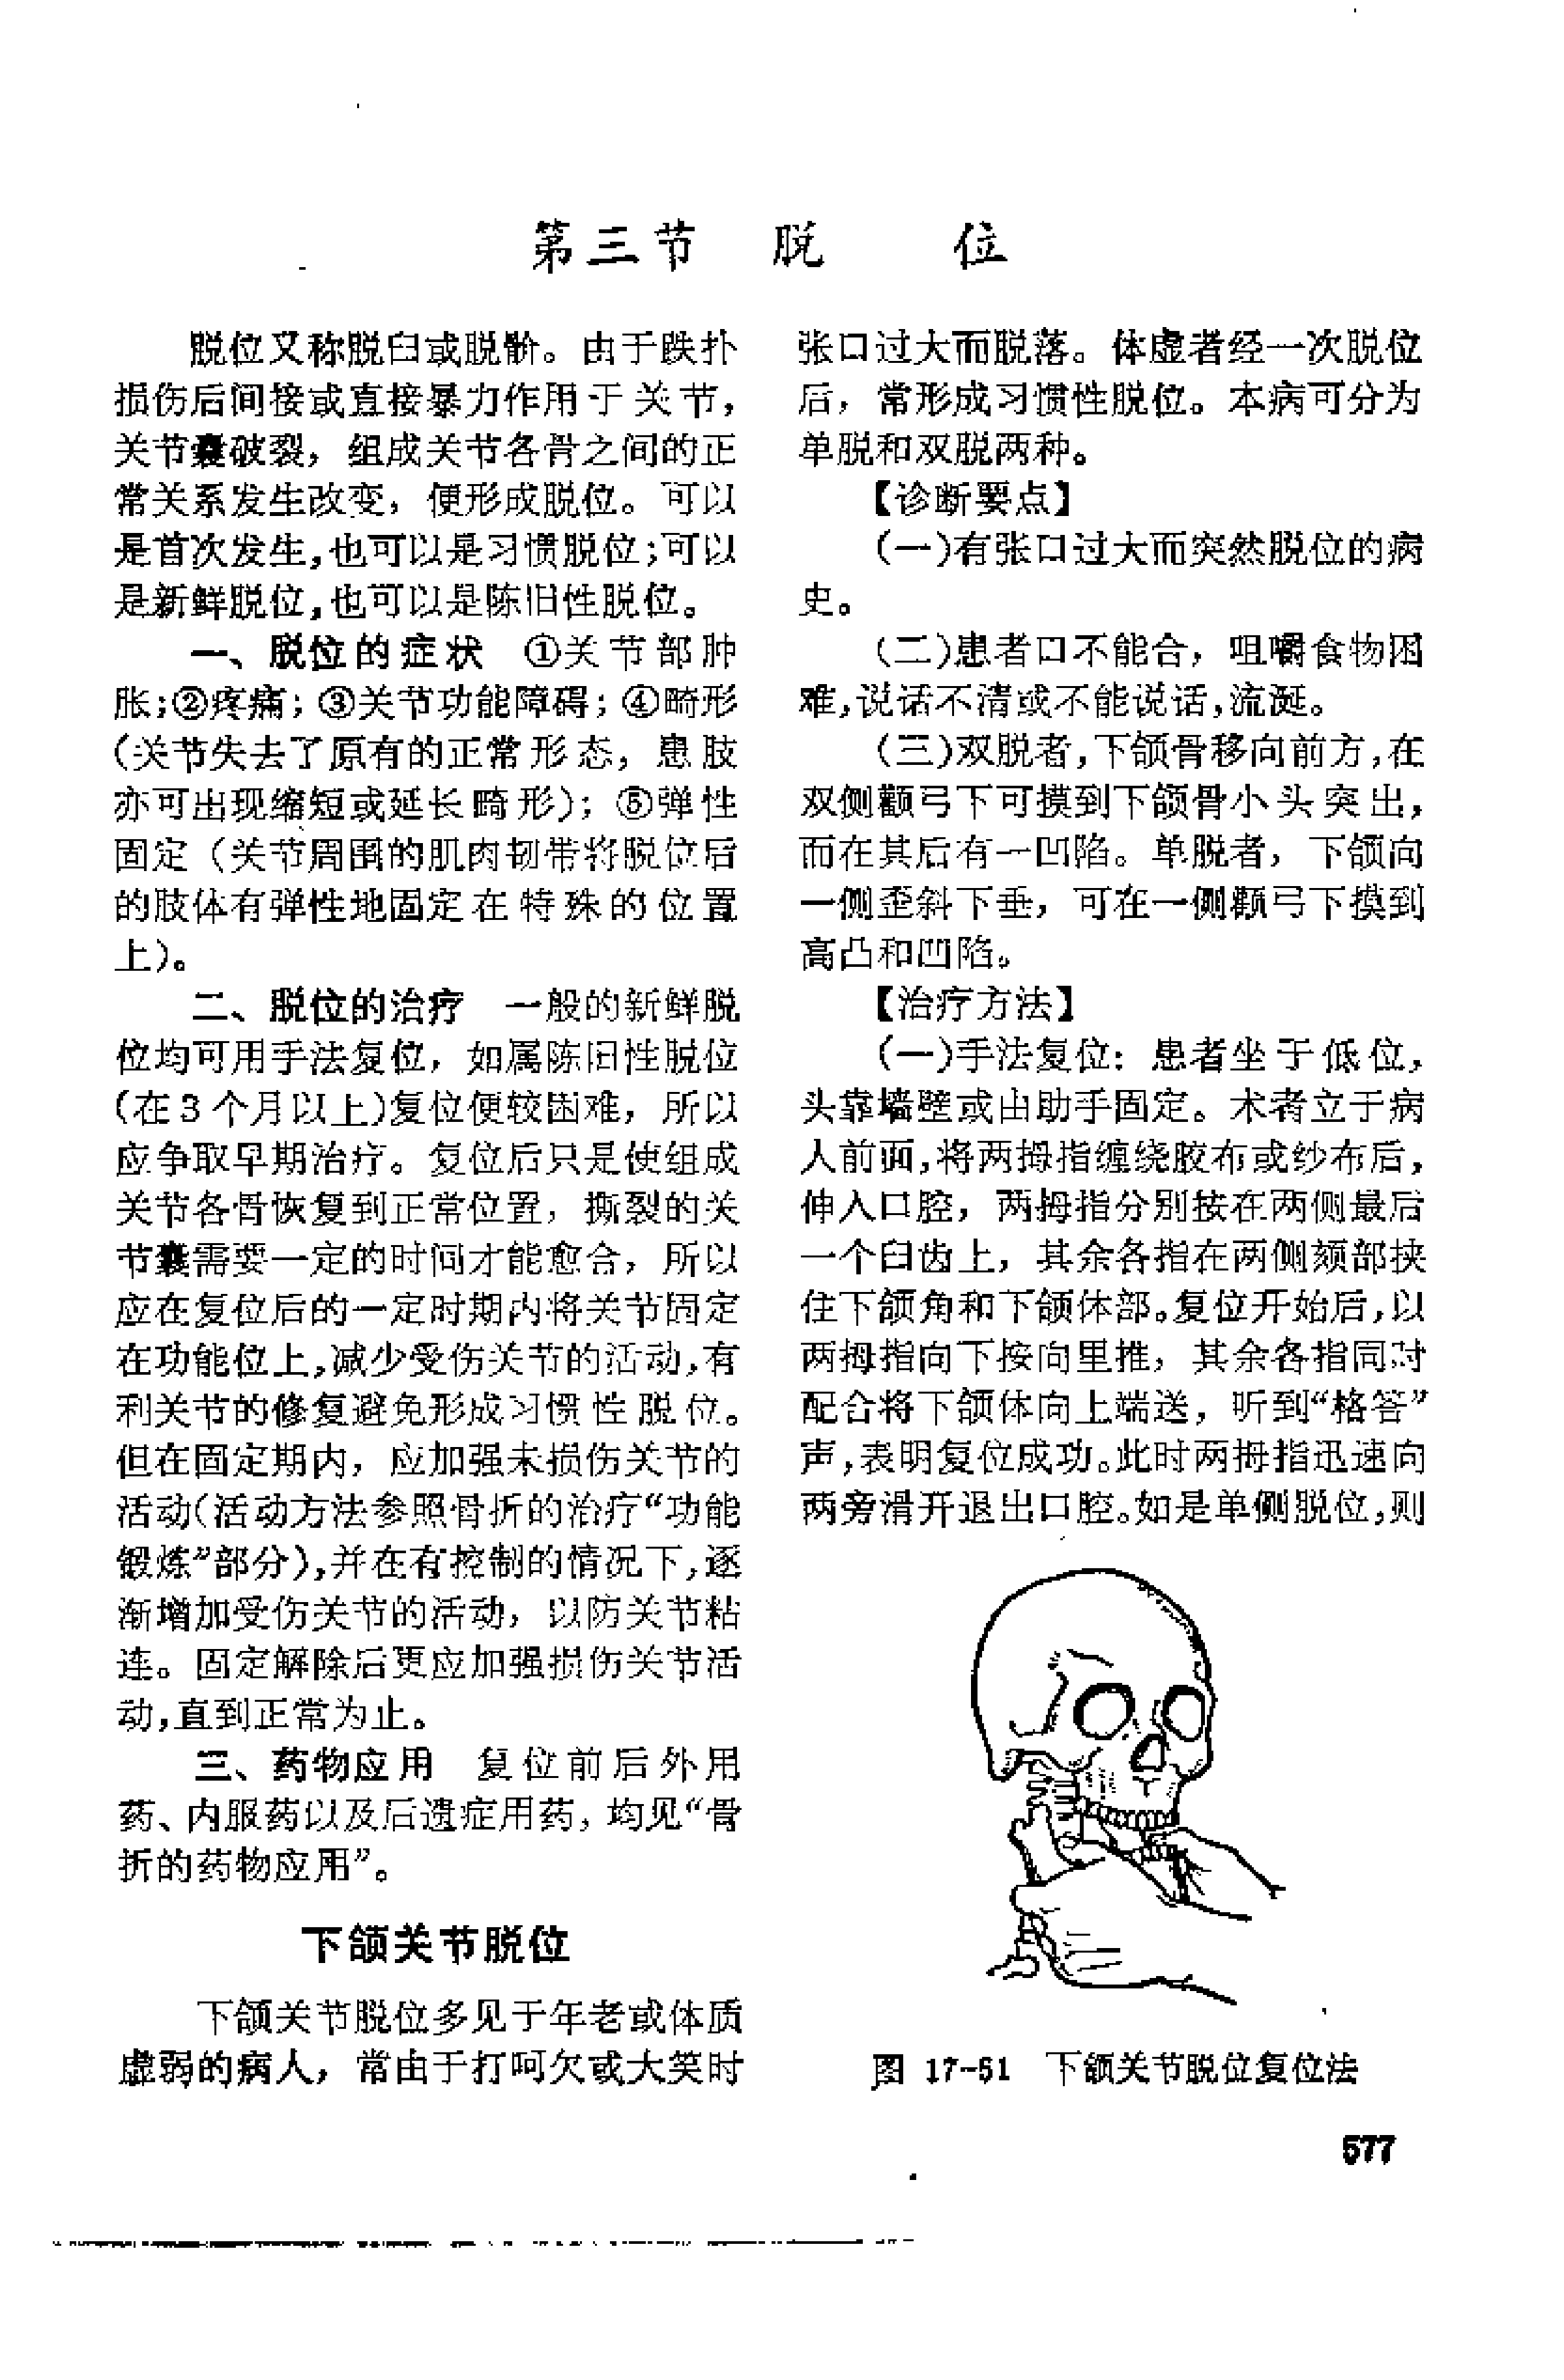 第三节 脱 位
脱位又称脱臼或脱骱。由于跌扑
损伤后间接或直接暴力作用于关节，
关节囊破裂，组成关节各骨之间的正
常关系发生改变，便形成脱位。可以
是首次发生，也可以是习惯脱位；可以
是新鲜脱位，也可以是陈旧性脱位。
一、脱位的症状 ①关节部肿
胀；②疼痛；③关节功能障碍；④畸形
（关节失去了原有的正常形态，患肢
亦可出现缩短或延长畸形）；⑤弹性
固定（关节周围的肌肉韧带将脱位后
的肢体有弹性地固定在特殊的位置
上）。
二、脱位的治疗 一般的新鲜脱
位均可用手法复位，如属陈旧性脱位
（在3个月以上）复位便较困难，所以
应争取早期治疗。复位后只是使组成
关节各骨恢复到正常位置，撕裂的关
节囊需要一定的时间才能愈合，所以
应在复位后的一定时期内将关节固定
在功能位上，减少受伤关节的活动，有
利关节的修复避免形成习惯性脱位。
但在固定期内，应加强未损伤关节的
活动（活动方法参照骨折的治疗“功能
锻炼”部分），并在有控制的情况下，逐
渐增加受伤关节的活动，以防关节粘
连。固定解除后更应加强损伤关节活
动，直到正常为止。
三、药物应用 复位前后外用
药、内服药以及后遗症用药，均见“骨
折的药物应用”。
下颌关节脱位
下颌关节脱位多见于年老或体质
虚弱的病人，常由于打呵欠或大笑时
张口过大而脱落。体虚者经一次脱位
后，常形成习惯性脱位。本病可分为
单脱和双脱两种。
【诊断要点】
（一）有张口过大而突然脱位的病
史。
（二）患者口不能合，咀嚼食物困
难，说话不清或不能说话，流涎。
（三）双脱者，下颌骨移向前方，在
双侧颧弓下可摸到下颌骨小头突出，
而在其后有一凹陷。单脱者，下颌向
一侧歪斜下垂，可在一侧颧弓下摸到
高凸和凹陷。
【治疗方法】
（一）手法复位：患者坐于低位，
头靠墙壁或由助手固定。术者立于病
人前面，将两拇指缠绕胶布或纱布后，
伸入口腔，两拇指分别按在两侧最后
一个臼齿上，其余各指在两侧颊部挟
住下颌角和下颌体部。复位开始后，以
两拇指向下按向里推，其余各指同时
配合将下颌体向上端送，听到“格答”
声，表明复位成功。此时两拇指迅速向
两旁滑开退出口腔。如是单侧脱位，则
图 17-51 下颌关节脱位复位法
577